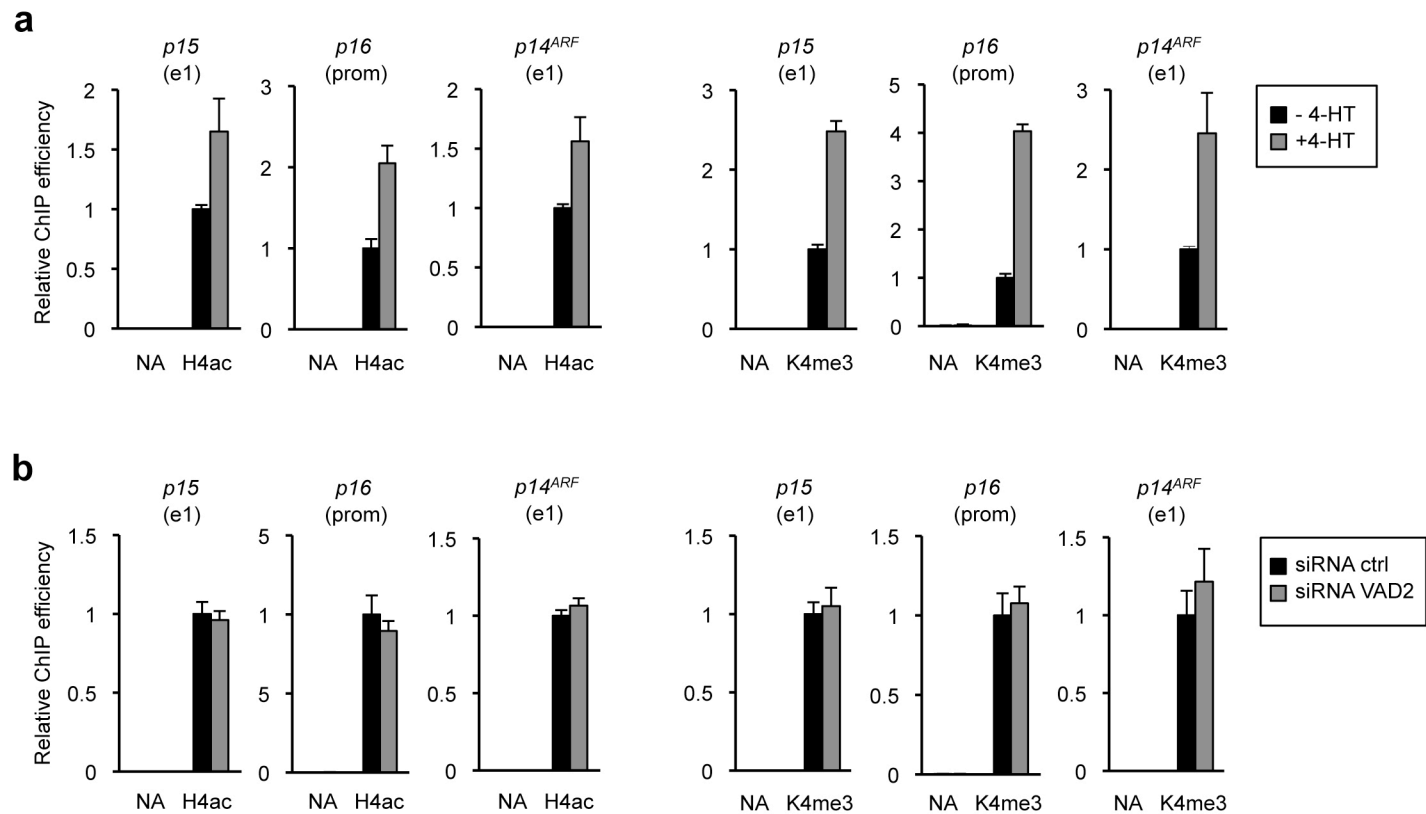 a
p15
(e1)
p16
(prom)
p14ARF
(e1)
p15
(e1)
p16
(prom)
p14ARF
(e1)
Relative ChIP efficiency
2
1.5
1
0.5
0
3
2
1
0
2
1.5
1
0.5
0
3
2
1
0
5
4
3
2
1
0
3
2
1
0
- 4-HT
+4-HT
NA H4ac
NA H4ac
NA H4ac
NA K4me3
NA K4me3
NA K4me3
b
p15
(e1)
p16
(prom)
p14ARF
(e1)
p15
(e1)
p16
(prom)
p14ARF
(e1)
Relative ChIP efficiency
1.5
1
0.5
0
5
1
5
0
1.5
1
0.5
0
1.5
1
0.5
0
1.5
1
0.5
0
1.5
1
0.5
0
siRNA ctrl
siRNA VAD2
NA H4ac
NA H4ac
NA H4ac
NA K4me3
NA K4me3
NA K4me3